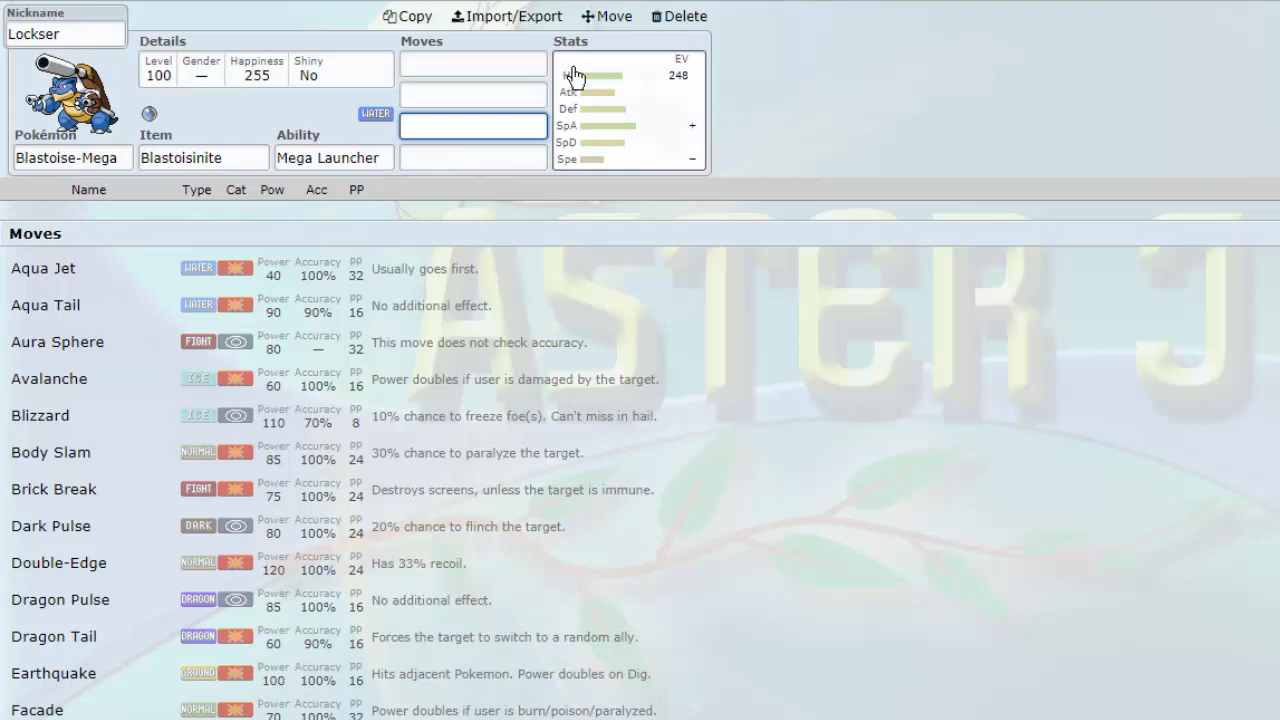 Nickname
Lockser
Copy Import/Export Move Delete
Details Moves Stats
Level Gender Happiness Shiny
100 — 255 No
EV
248
Atk
Def
SpA +
SpD
Spe −
WATER
Pokémon Item Ability
Blastoise-Mega Blastoisinite Mega Launcher
Name Type Cat Pow Acc PP
Moves
Aqua Jet WATER Power 40 Accuracy 100% PP 32 Usually goes first.
Aqua Tail WATER Power 90 Accuracy 90% PP 16 No additional effect.
Aura Sphere FIGHT Power 80 Accuracy — PP 32 This move does not check accuracy.
Avalanche ICE Power 60 Accuracy 100% PP 16 Power doubles if user is damaged by the target.
Blizzard ICE Power 110 Accuracy 70% PP 8 10% chance to freeze foe(s). Can't miss in hail.
Body Slam NORMAL Power 85 Accuracy 100% PP 24 30% chance to paralyze the target.
Brick Break FIGHT Power 75 Accuracy 100% PP 24 Destroys screens, unless the target is immune.
Dark Pulse DARK Power 80 Accuracy 100% PP 24 20% chance to flinch the target.
Double-Edge NORMAL Power 120 Accuracy 100% PP 24 Has 33% recoil.
Dragon Pulse DRAGON Power 85 Accuracy 100% PP 16 No additional effect.
Dragon Tail DRAGON Power 60 Accuracy 90% PP 16 Forces the target to switch to a random ally.
Earthquake GROUND Power 100 Accuracy 100% PP 16 Hits adjacent Pokemon. Power doubles on Dig.
Facade NORMAL Power 70 Accuracy 100% PP 32 Power doubles if user is burn/poison/paralyzed.
ASTER J